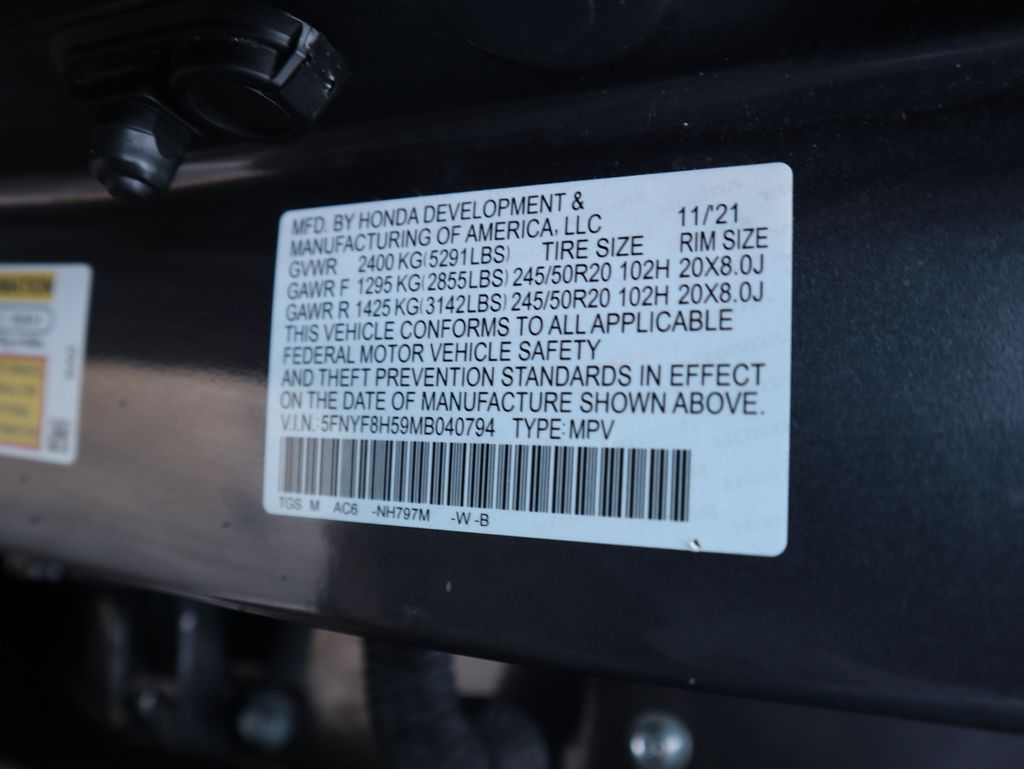 MFD. BY HONDA DEVELOPMENT &
MANUFACTURING OF AMERICA, LLC 11/'21
GVWR 2400 KG(5291LBS) TIRE SIZE RIM SIZE
GAWR F 1295 KG(2855LBS) 245/50R20 102H 20X8.0J
GAWR R 1425 KG(3142LBS) 245/50R20 102H 20X8.0J
THIS VEHICLE CONFORMS TO ALL APPLICABLE
FEDERAL MOTOR VEHICLE SAFETY
AND THEFT PREVENTION STANDARDS IN EFFECT
ON THE DATE OF MANUFACTURE SHOWN ABOVE.
V.I.N.: 5FNYF8H59MB040794 TYPE: MPV
TGS M AC6 -NH797M -W -B